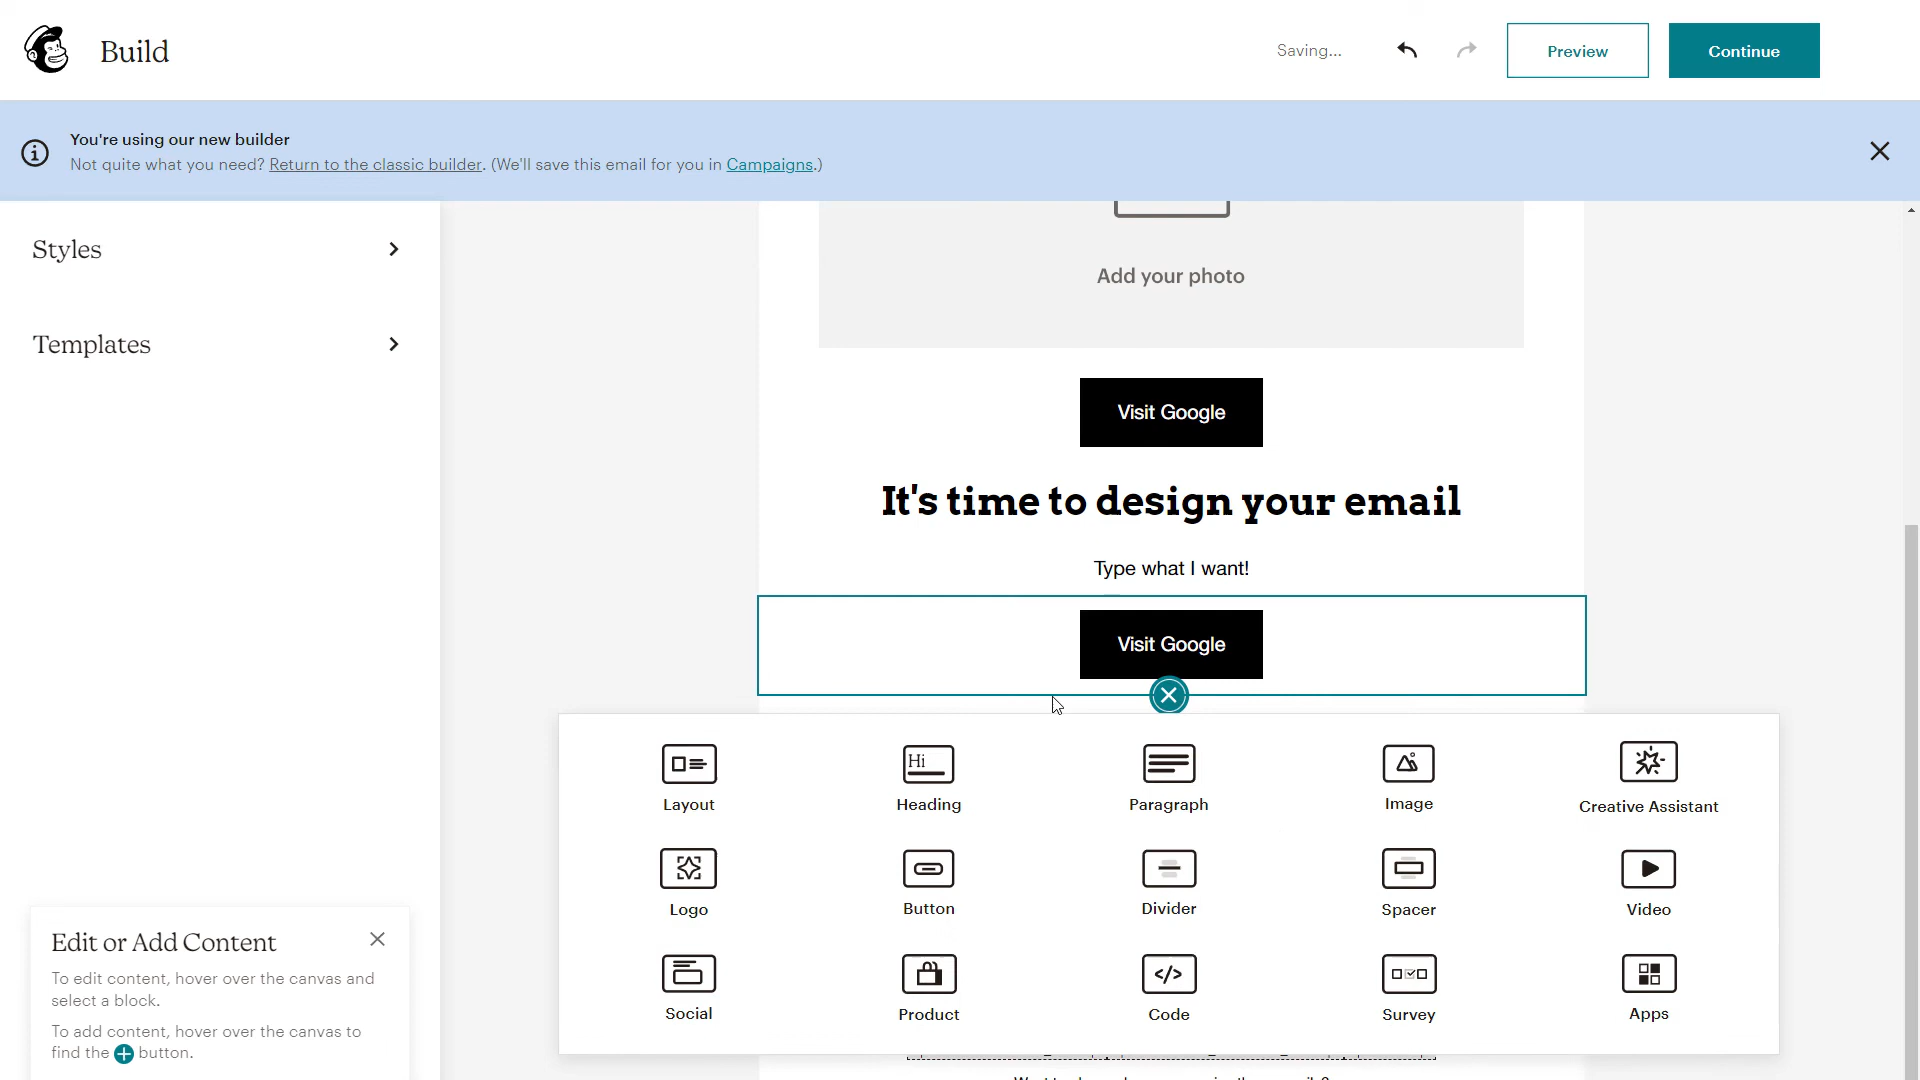 Build
Saving...
Preview
Continue
You're using our new builder
Not quite what you need? Return to the classic builder. (We'll save this email for you in Campaigns.)
Styles
Templates
Add your photo
Visit Google
It's time to design your email
Type what I want!
Visit Google
Layout
Hi
Heading
Paragraph
Image
Creative Assistant
Logo
Button
Divider
Spacer
Video
Social
Product
Code
Survey
Apps
Edit or Add Content
To edit content, hover over the canvas and
select a block.
To add content, hover over the canvas to
find the button.